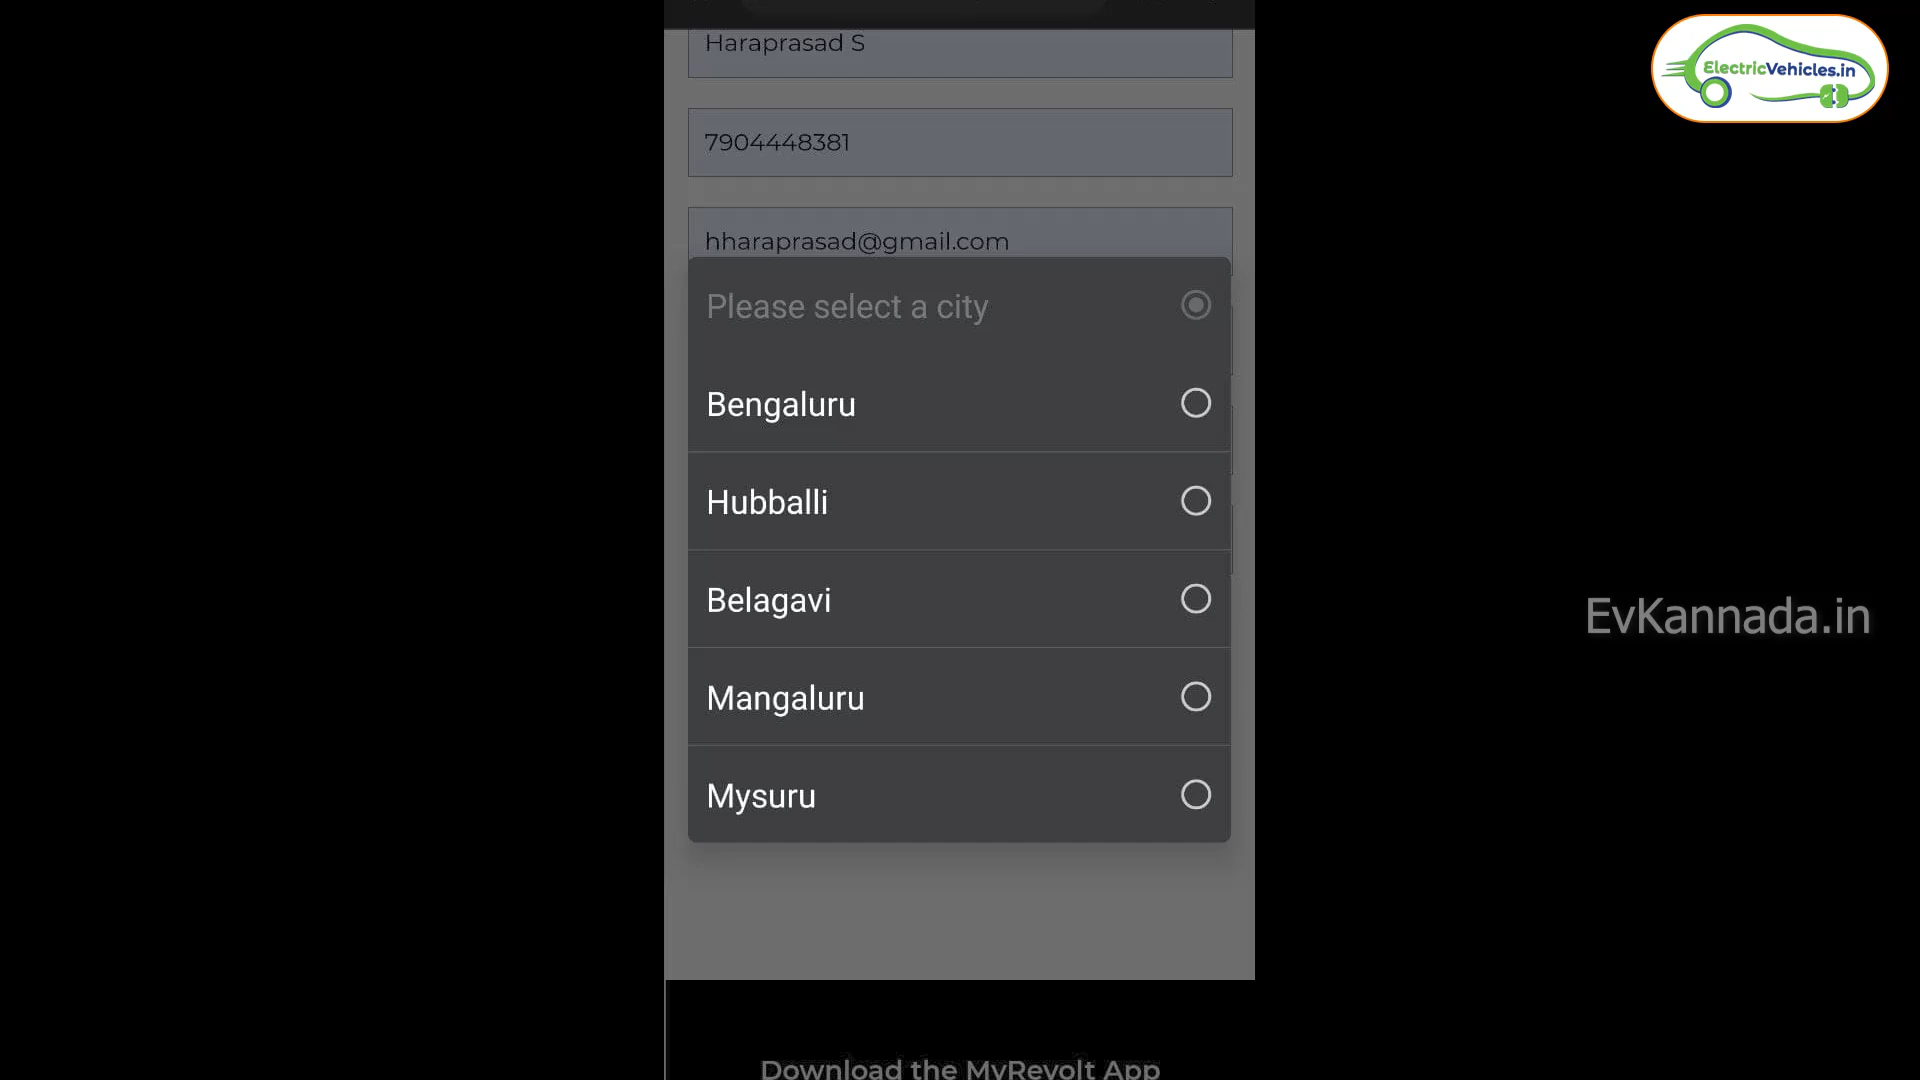 Haraprasad S
7904448381
hharaprasad@gmail.com
Please select a city
Bengaluru
Hubballi
Belagavi
Mangaluru
Mysuru
Download the MyRevolt App
ElectricVehicles.in
EvKannada.in